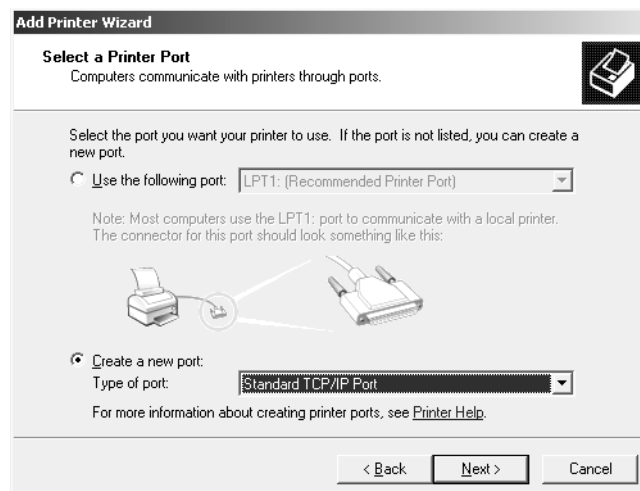 Add Printer Wizard
Select a Printer Port
Computers communicate with printers through ports.
Select the port you want your printer to use. If the port is not listed, you can create a
new port.
Use the following port: LPT1: (Recommended Printer Port)
Note: Most computers use the LPT1: port to communicate with a local printer.
The connector for this port should look something like this:
Create a new port:
Type of port: Standard TCP/IP Port
For more information about creating printer ports, see Printer Help.
< Back Next > Cancel